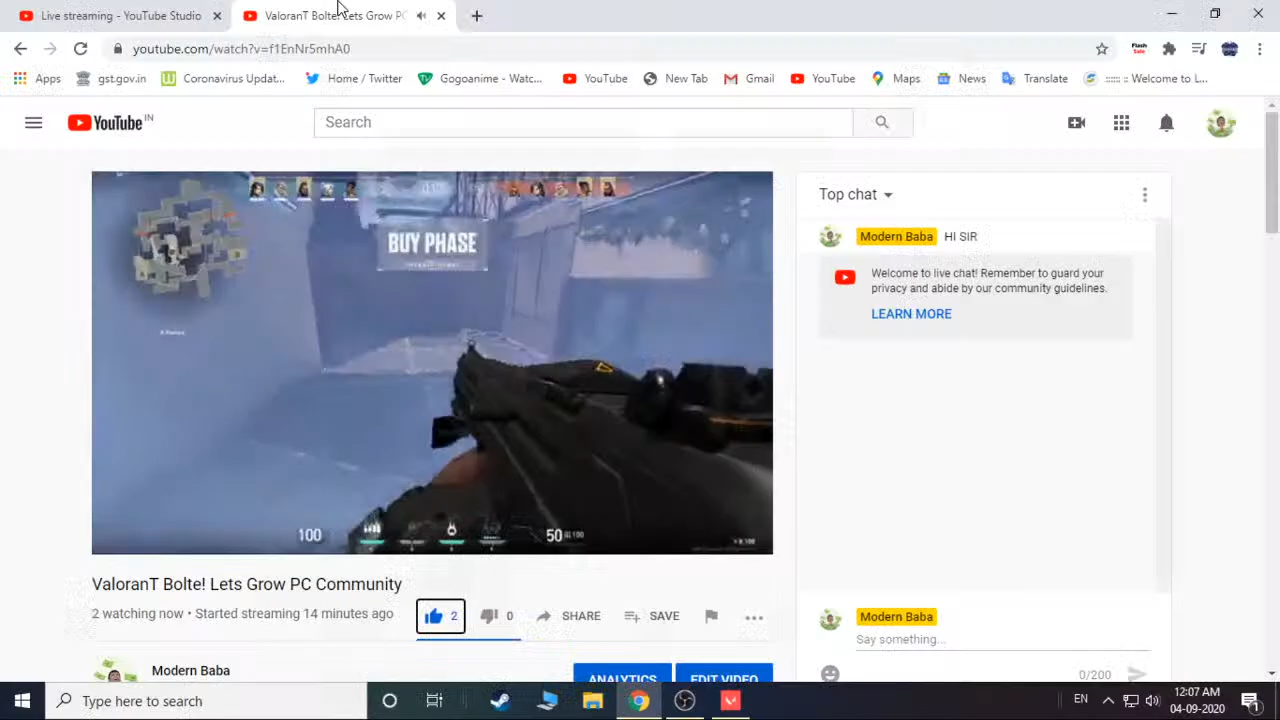 Live streaming - YouTube Studio
ValoranT Bolte! Lets Grow PC
youtube.com/watch?v=f1EnNr5mhA0
Flash
Apps
gst.gov.in
Coronavirus Updat...
Home / Twitter
Gogoanime - Watc...
YouTube
New Tab
Gmail
YouTube
Maps
News
Translate
:::::: :: Welcome to L...
YouTube IN
Search
Top chat
BUY PHASE
Modern Baba HI SIR
Welcome to live chat! Remember to guard your
privacy and abide by our community guidelines.
LEARN MORE
100
50
ValoranT Bolte! Lets Grow PC Community
2 watching now • Started streaming 14 minutes ago
2
0
SHARE
SAVE
Modern Baba
Say something...
0/200
Modern Baba
ANALYTICS
EDIT VIDEO
Type here to search
EN
12:07 AM
04-09-2020
1